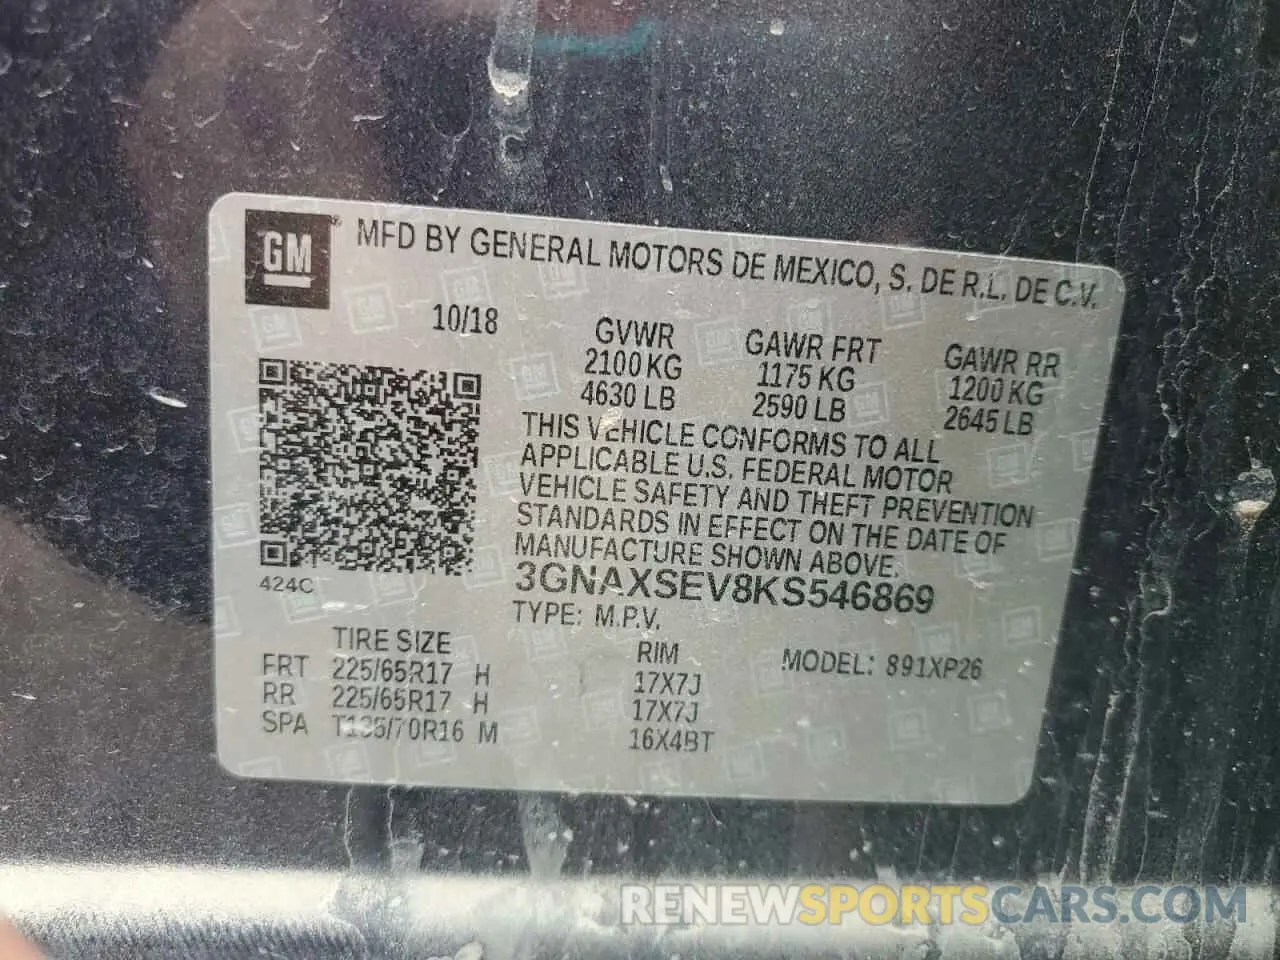 GM® MFD BY GENERAL MOTORS DE MEXICO, S. DE R.L. DE C.V.
10/18 GVWR GAWR FRT GAWR RR
2100 KG 1175 KG 1200 KG
4630 LB 2590 LB 2645 LB
THIS VEHICLE CONFORMS TO ALL
APPLICABLE U.S. FEDERAL MOTOR
VEHICLE SAFETY AND THEFT PREVENTION
STANDARDS IN EFFECT ON THE DATE OF
MANUFACTURE SHOWN ABOVE.
424C 3GNAXSEV8KS546869
TYPE: M.P.V.
TIRE SIZE RIM MODEL: 891XP26
FRT 225/65R17 H 17X7J
RR 225/65R17 H 17X7J
SPA T135/70R16 M 16X4BT
RENEWSPORTSCARS.COM